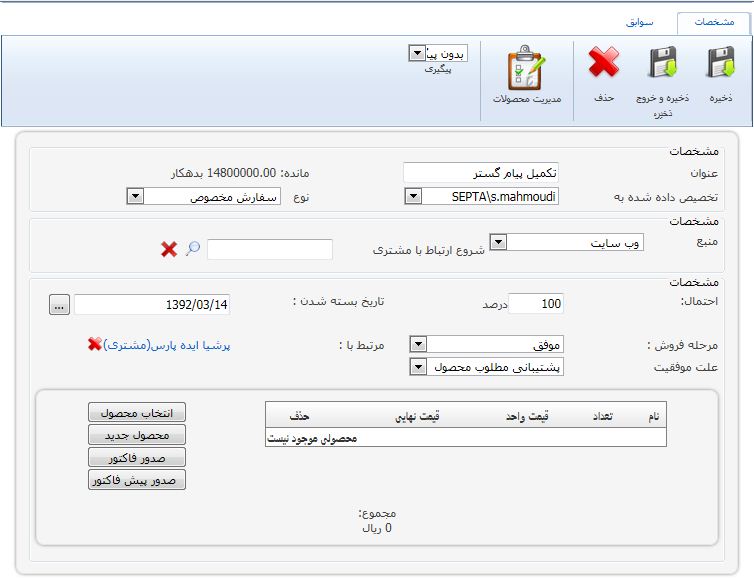 مشخصات
سوابق
ذخیره
ذخیره و خروج
ذخیره
حذف
مدیریت محصولات
پیگیری
مشخصات
عنوان
تکمیل پیام گستر
مانده: 14800000.00 بدهکار
تخصیص داده شده به
SEPTA\s.mahmoudi
نوع
سفارش مخصوص
مشخصات
منبع
وب سایت
شروع ارتباط با مشتری
مشخصات
احتمال:
100
درصد
تاریخ بسته شدن :
1392/03/14
...
مرحله فروش :
موفق
مرتبط با :
پرشیا ایده پارس(مشتری)
علت موفقیت
پشتیبانی مطلوب محصول
نام تعداد قیمت واحد قیمت نهایی حذف
محصولی موجود نیست
انتخاب محصول
محصول جدید
صدور فاکتور
صدور پیش فاکتور
مجموع:
0 ریال